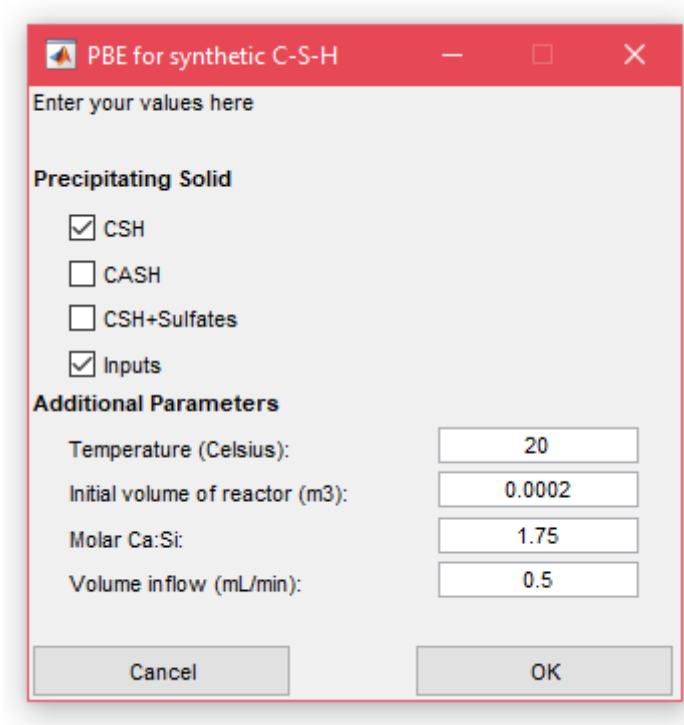 PBE for synthetic C-S-H
Enter your values here
Precipitating Solid
CSH
CASH
CSH+Sulfates
Inputs
Additional Parameters
Temperature (Celsius): 20
Initial volume of reactor (m3): 0.0002
Molar Ca:Si: 1.75
Volume inflow (mL/min): 0.5
Cancel OK